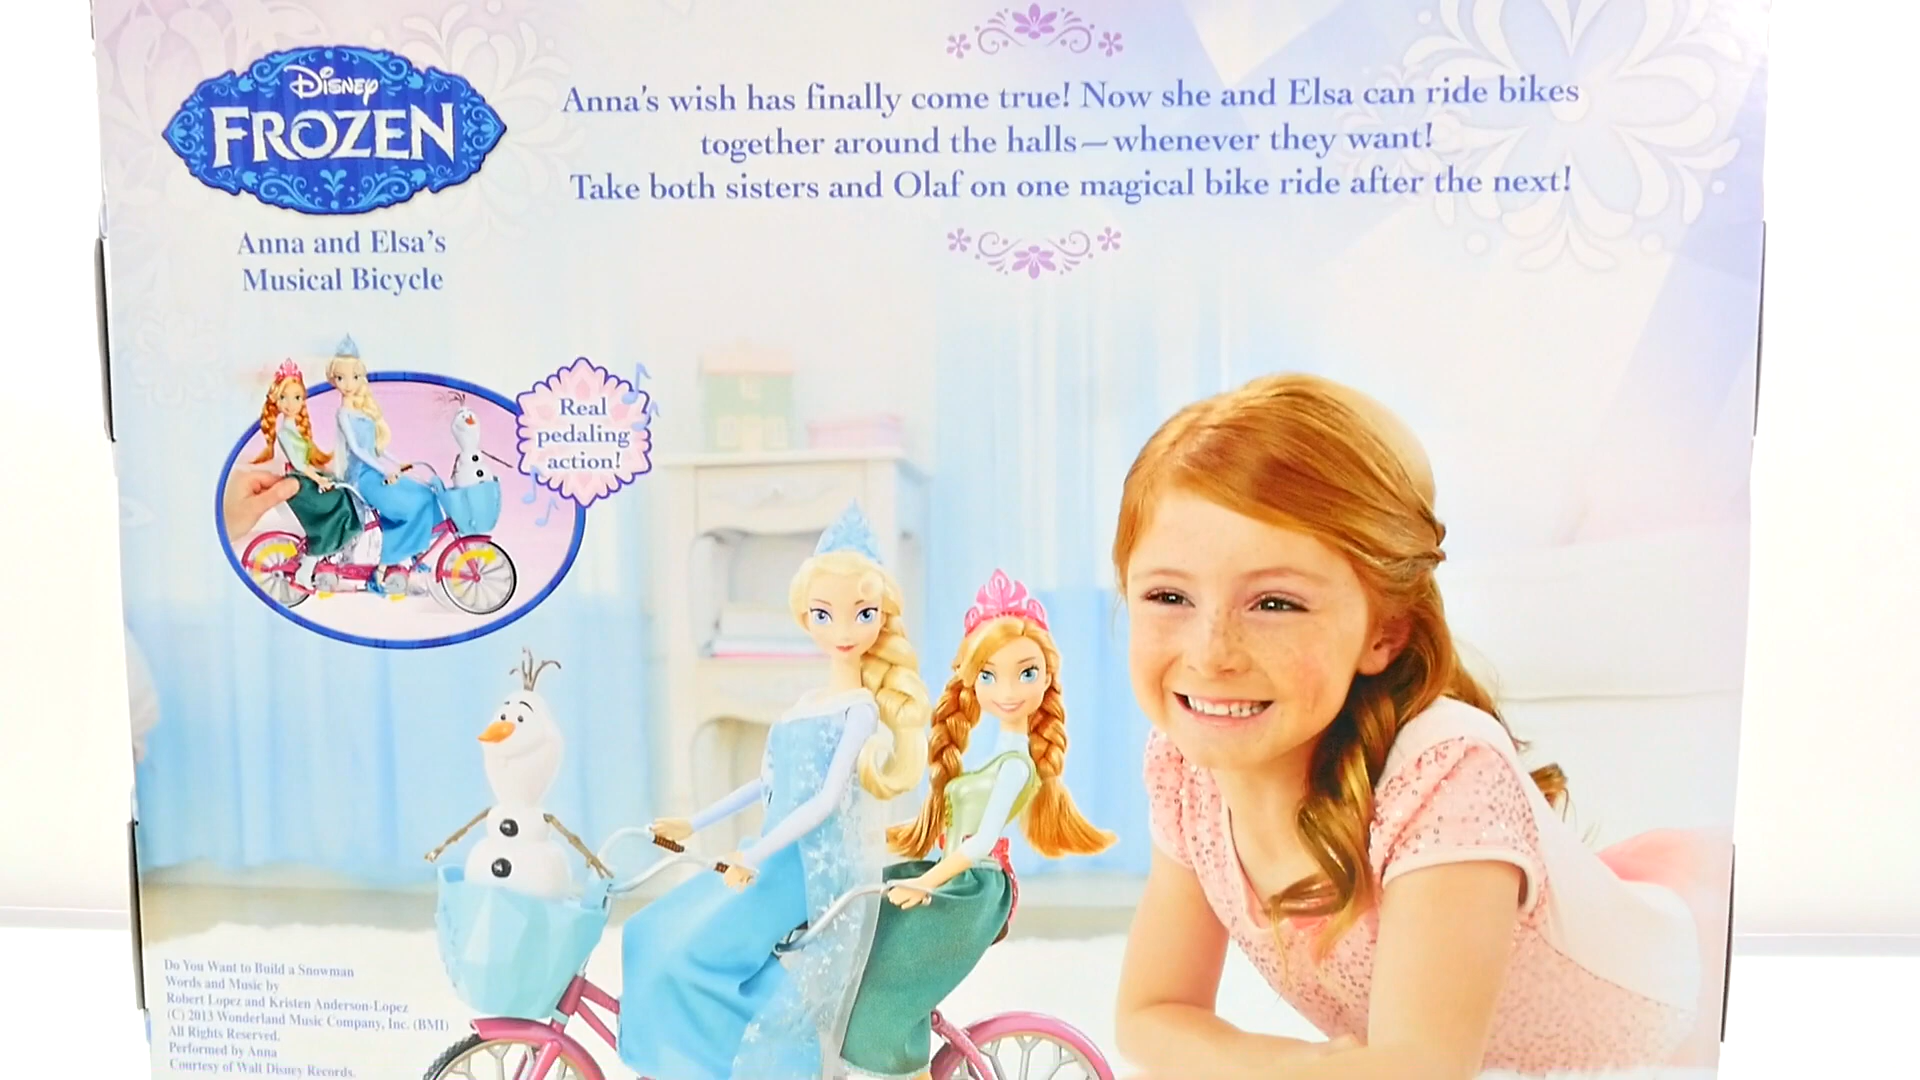 Disney
FROZEN
Anna and Elsa's
Musical Bicycle
Anna's wish has finally come true! Now she and Elsa can ride bikes
together around the halls—whenever they want!
Take both sisters and Olaf on one magical bike ride after the next!
Real
pedaling
action!
Do You Want to Build a Snowman
Words and Music by
Robert Lopez and Kristen Anderson-Lopez
(C) 2013 Wonderland Music Company, Inc. (BMI)
All Rights Reserved.
Performed by Anna
Courtesy of Walt Disney Records.